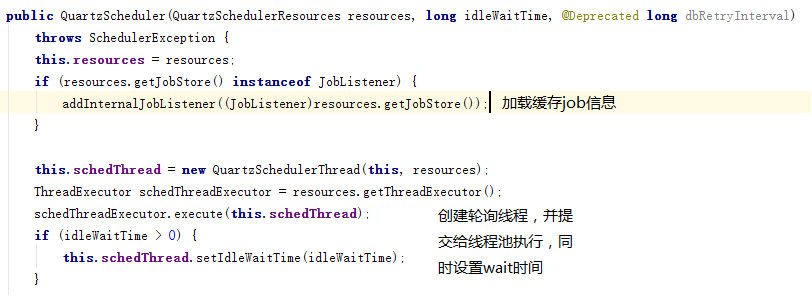 public QuartzScheduler(QuartzSchedulerResources resources, long idleWaitTime, @Deprecated long dbRetryInterval)
throws SchedulerException {
this.resources = resources;
if (resources.getJobStore() instanceof JobListener) {
addInternalJobListener((JobListener)resources.getJobStore()); 加载缓存job信息
}
this.schedThread = new QuartzSchedulerThread(this, resources);
ThreadExecutor schedThreadExecutor = resources.getThreadExecutor();
schedThreadExecutor.execute(this.schedThread); 创建轮询线程，并提
if (idleWaitTime > 0) { 交给线程池执行，同
this.schedThread.setIdleWaitTime(idleWaitTime); 时设置wait时间
}